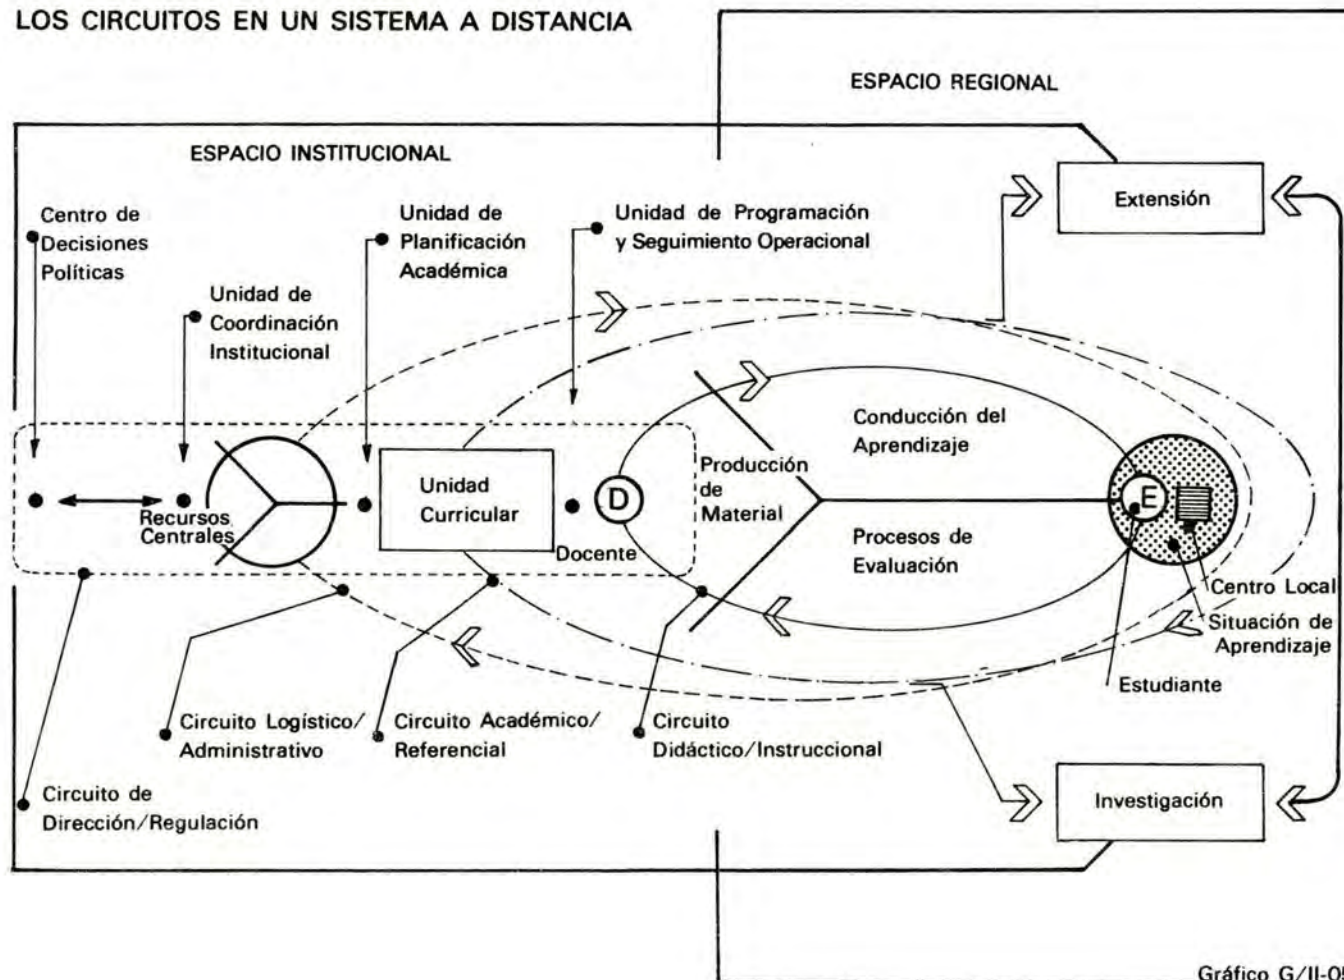 LOS CIRCUITOS EN UN SISTEMA A DISTANCIA
ESPACIO REGIONAL
ESPACIO INSTITUCIONAL
Extensión
Centro de
Decisiones
Políticas
Unidad de
Coordinación
Institucional
Unidad de
Planificación
Académica
Unidad de Programación
y Seguimiento Operacional
Conducción del
Aprendizaje
Recursos
Centrales
Unidad
Curricular
D
Docente
Producción
de
Material
E
Procesos de
Evaluación
Centro Local
Situación de
Aprendizaje
Estudiante
Circuito Logístico/
Administrativo
Circuito Académico/
Referencial
Circuito
Didáctico/Instruccional
Circuito de
Dirección/Regulación
Investigación
Gráfico G/II-0